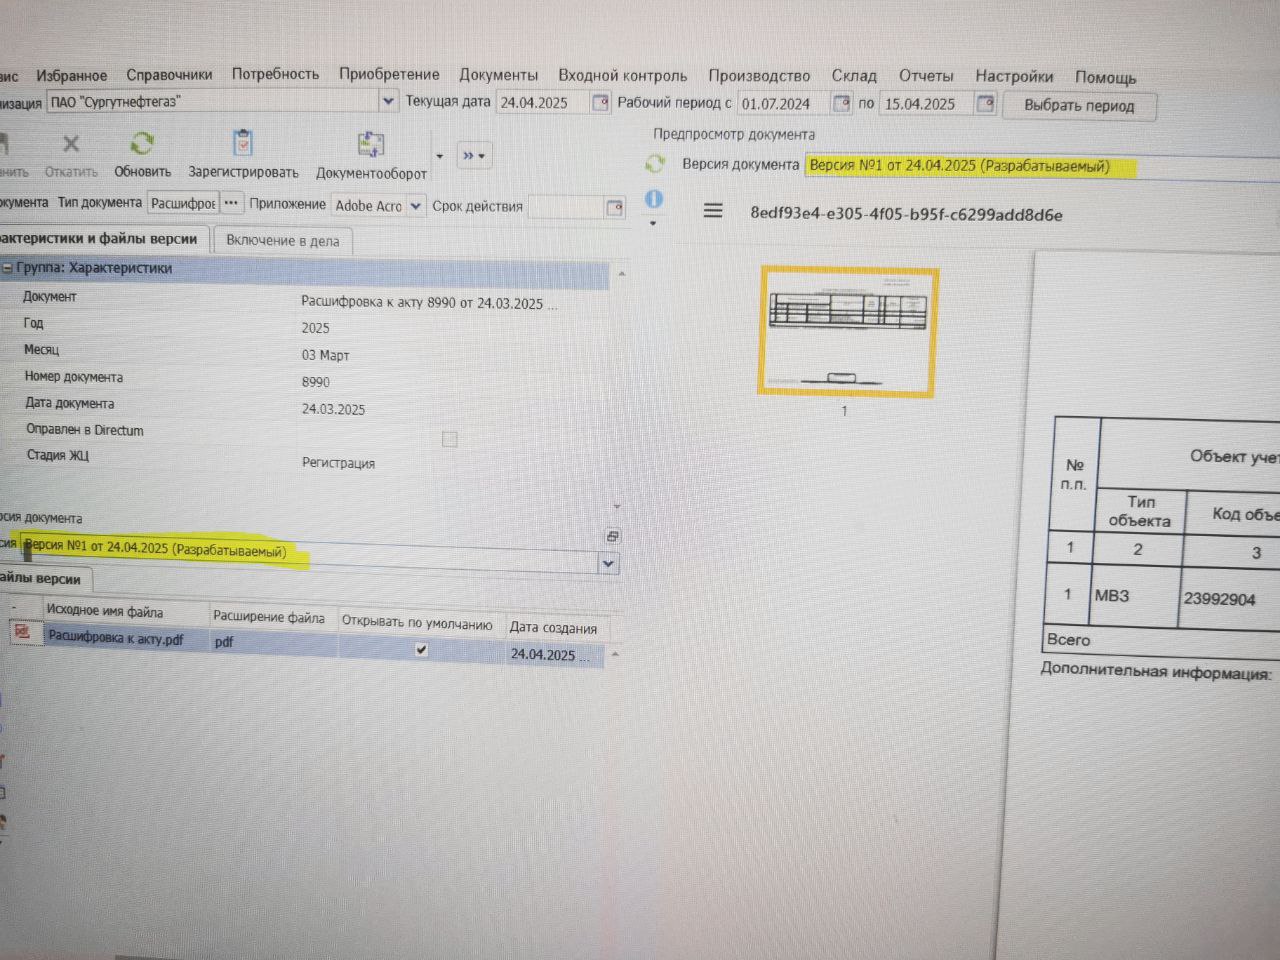 вис Избранное Справочники Потребность Приобретение Документы Входной контроль Производство Склад Отчеты Настройки Помощь
низация ПАО "Сургутнефтегаз" Текущая дата 24.04.2025 Рабочий период с 01.07.2024 по 15.04.2025 Выбрать период
нить Откатить Обновить Зарегистрировать Документооборот »
Предпросмотр документа
Версия документа Версия №1 от 24.04.2025 (Разрабатываемый)
окумента Тип документа Расшифров ... Приложение Adobe Acro Срок действия
8edf93e4-e305-4f05-b95f-c6299add8d6e
рактеристики и файлы версии Включение в дела
Группа: Характеристики
Документ Расшифровка к акту 8990 от 24.03.2025 ...
Год 2025
Месяц 03 Март
Номер документа 8990
Дата документа 24.03.2025
Оправлен в Directum
Стадия ЖЦ Регистрация
1
рсия документа
сия Версия №1 от 24.04.2025 (Разрабатываемый)
айлы версии
- Исходное имя файла Расширение файла Открывать по умолчанию Дата создания
pdf Расшифровка к акту.pdf pdf 24.04.2025 ...
№ п.п. Объект учет
Тип объекта Код объе
1 2 3
1 МВЗ 23992904
Всего
Дополнительная информация: